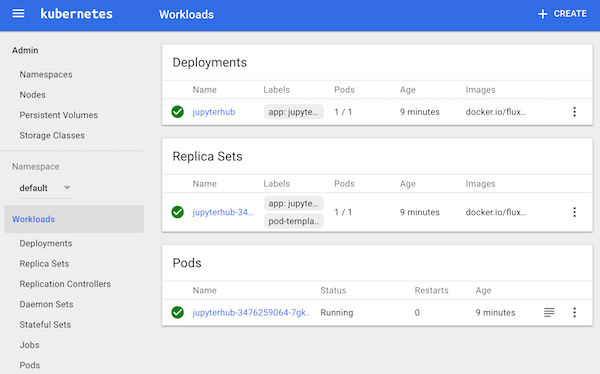 kubernetes
Workloads
+ CREATE
Admin
Namespaces
Nodes
Persistent Volumes
Storage Classes
Namespace
default
Workloads
Deployments
Replica Sets
Replication Controllers
Daemon Sets
Stateful Sets
Jobs
Pods
Deployments
Name Labels Pods Age Images
jupyterhub app: jupyte... 1 / 1 9 minutes docker.io/flux...
Replica Sets
Name Labels Pods Age Images
jupyterhub-34... app: jupyte... 1 / 1 9 minutes docker.io/flux...
pod-templa...
Pods
Name Status Restarts Age
jupyterhub-3476259064-7gk... Running 0 9 minutes